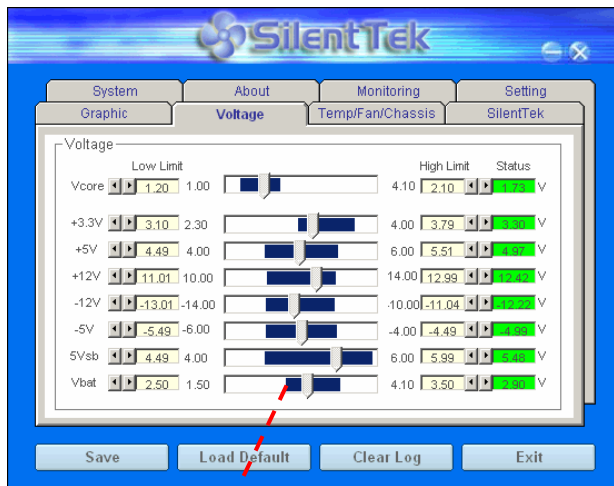 SilentTek
System About Monitoring Setting
Graphic Voltage Temp/Fan/Chassis SilentTek
Voltage
Low Limit High Limit Status
Vcore 1.20 1.00 4.10 2.10 1.73 V
+3.3V 3.10 2.30 4.00 3.79 3.30 V
+5V 4.49 4.00 6.00 5.51 4.97 V
+12V 11.01 10.00 14.00 12.99 12.42 V
-12V -13.01 -14.00 -10.00 -11.04 -12.22 V
-5V -5.49 -6.00 -4.00 -4.49 -4.99 V
5Vsb 4.49 4.00 6.00 5.99 5.48 V
Vbat 2.50 1.50 4.10 3.50 2.90 V
Save Load Default Clear Log Exit